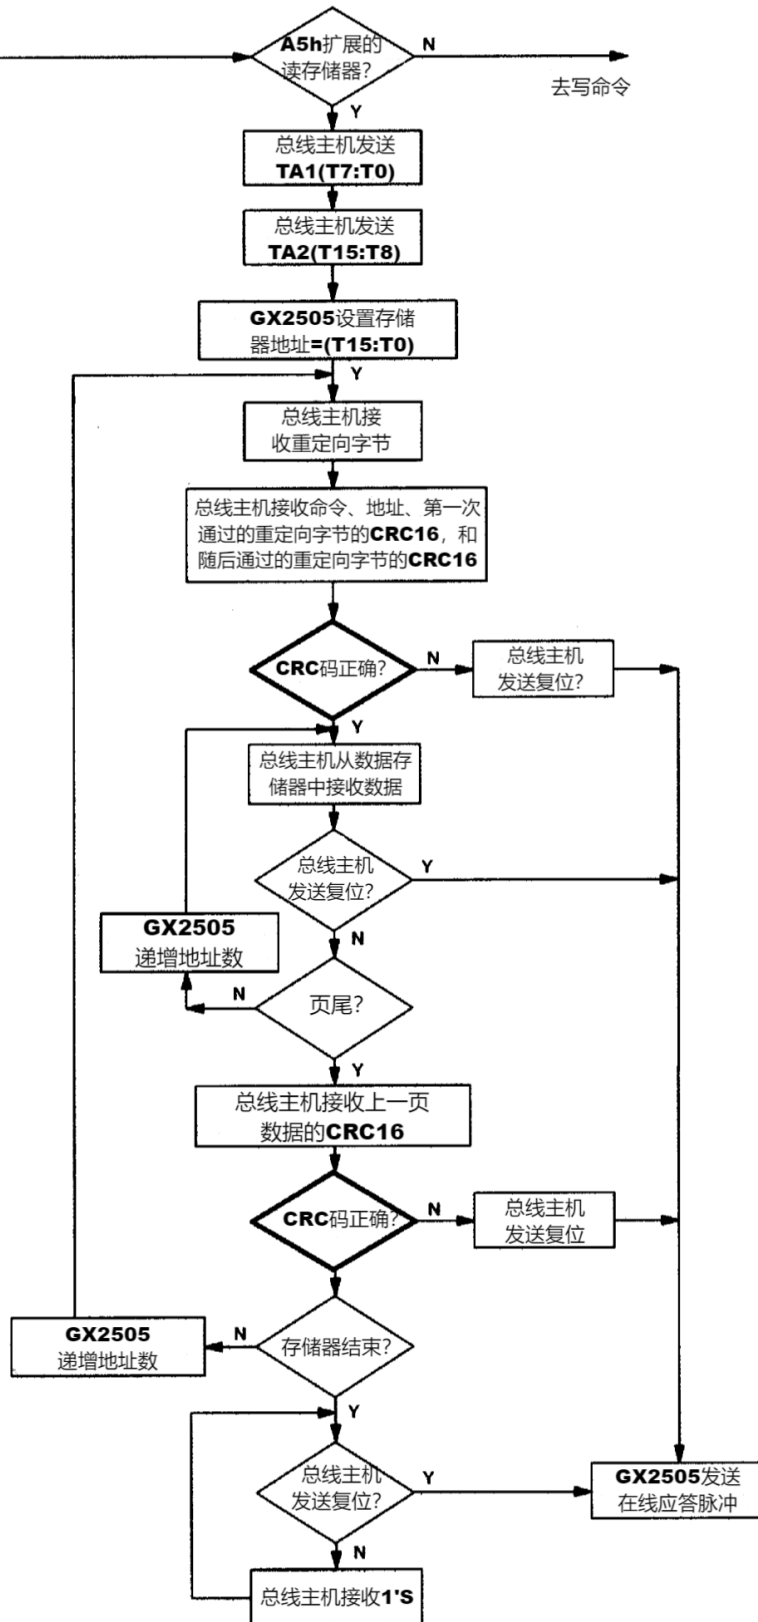 A5h扩展的
读存储器?
N
去写命令
Y
总线主机发送
TA1(T7:T0)
总线主机发送
TA2(T15:T8)
GX2505设置存储
器地址=(T15:T0)
Y
总线主机接
收重定向字节
总线主机接收命令、地址、第一次
通过的重定向字节的CRC16，和
随后通过的重定向字节的CRC16
CRC码正确?
N
总线主机
发送复位?
Y
总线主机从数据存
储器中接收数据
总线主机
发送复位?
Y
N
GX2505
递增地址数
N
页尾?
Y
总线主机接收上一页
数据的CRC16
CRC码正确?
N
总线主机
发送复位
GX2505
递增地址数
N
存储器结束?
Y
总线主机
发送复位?
Y
GX2505发送
在线应答脉冲
N
总线主机接收1'S